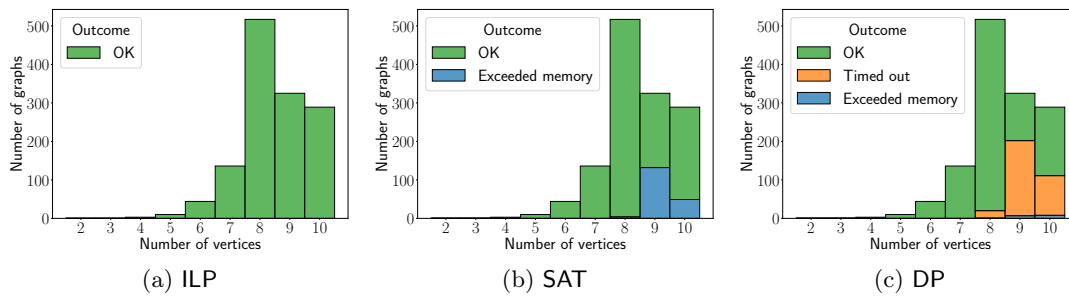 Number of graphs
500
400
300
200
100
0
Outcome
OK
2 3 4 5 6 7 8 9 10
Number of vertices
(a) ILP
Number of graphs
500
400
300
200
100
0
Outcome
OK
Exceeded memory
2 3 4 5 6 7 8 9 10
Number of vertices
(b) SAT
Number of graphs
500
400
300
200
100
0
Outcome
OK
Timed out
Exceeded memory
2 3 4 5 6 7 8 9 10
Number of vertices
(c) DP